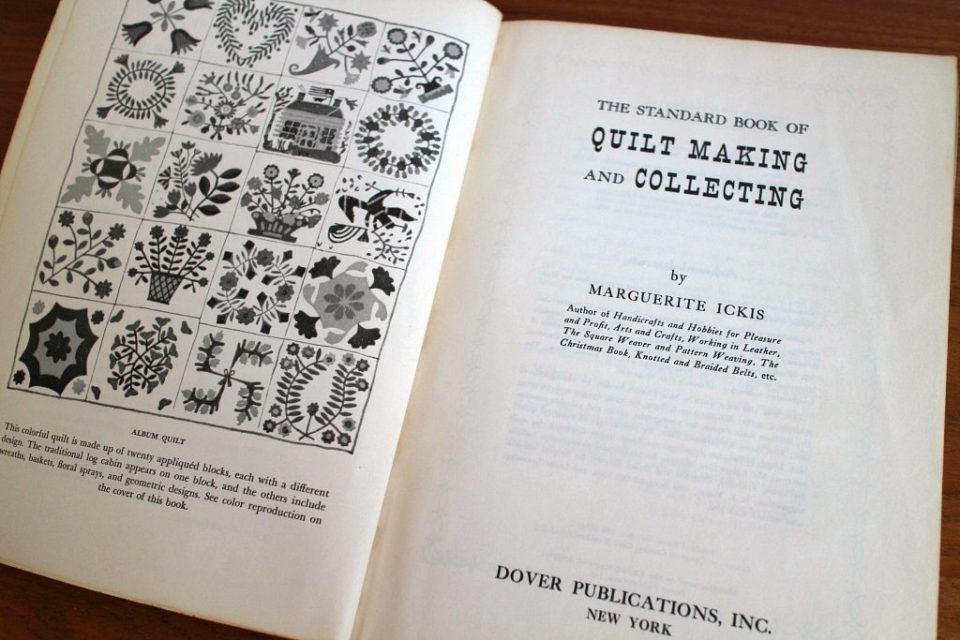 ALBUM QUILT
This colorful quilt is made up of twenty appliquéd blocks, each with a different
design. The traditional log cabin appears on one block, and the others include
wreaths, baskets, floral sprays, and geometric designs. See color reproduction on
the cover of this book.
THE STANDARD BOOK OF
QUILT MAKING
AND COLLECTING
by
MARGUERITE ICKIS
Author of Handicrafts and Hobbies for Pleasure
and Profit, Arts and Crafts, Working in Leather,
The Square Weaver and Pattern Weaving, The
Christmas Book, Knotted and Braided Belts, etc.
DOVER PUBLICATIONS, INC.
NEW YORK